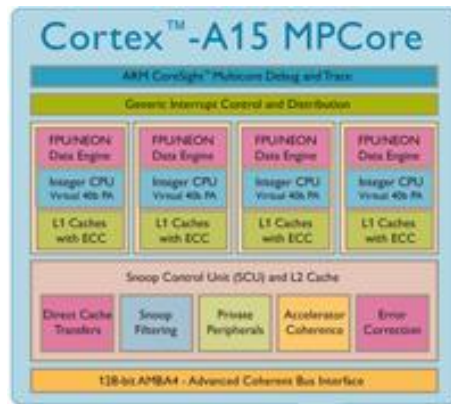 Cortex™-A15 MPCore
ARM CoreSight™ Multicore Debug and Trace
Generic Interrupt Control and Distribution
FPU/NEON
Data Engine
Integer CPU
Virtual 40b PA
L1 Caches
with ECC
FPU/NEON
Data Engine
Integer CPU
Virtual 40b PA
L1 Caches
with ECC
FPU/NEON
Data Engine
Integer CPU
Virtual 40b PA
L1 Caches
with ECC
FPU/NEON
Data Engine
Integer CPU
Virtual 40b PA
L1 Caches
with ECC
Snoop Control Unit (SCU) and L2 Cache
Direct Cache
Transfers
Snoop
Filtering
Private
Peripherals
Accelerator
Coherence
Error
Correction
128-bit AMBA4 - Advanced Coherent Bus Interface